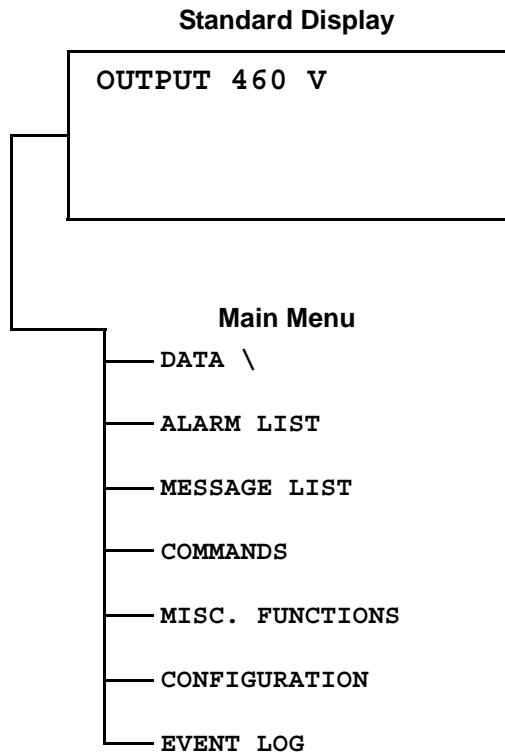 Standard Display
OUTPUT 460 V
Main Menu
DATA \
ALARM LIST
MESSAGE LIST
COMMANDS
MISC. FUNCTIONS
CONFIGURATION
EVENT LOG